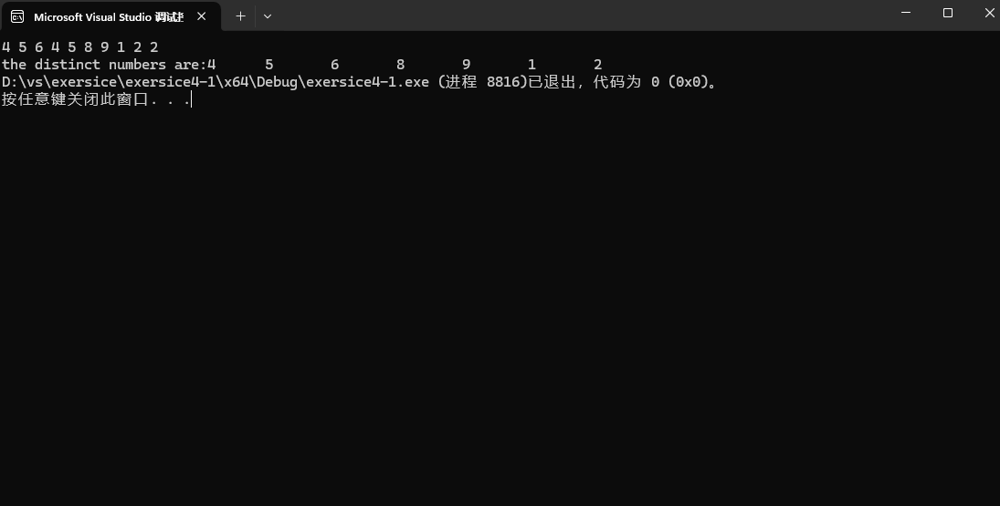 Microsoft Visual Studio 调试
4 5 6 4 5 8 9 1 2 2
the distinct numbers are:4 5 6 8 9 1 2
D:\vs\exersice\exersice4-1\x64\Debug\exersice4-1.exe (进程 8816)已退出，代码为 0 (0x0)。
按任意键关闭此窗口. . .